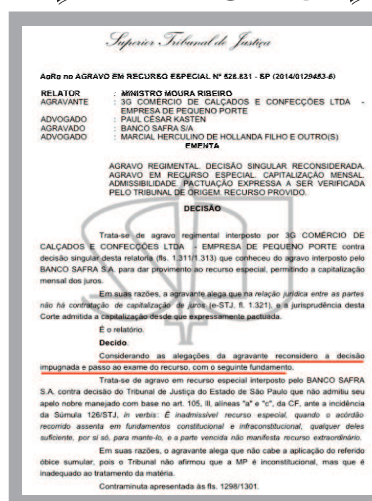 Superior Tribunal de Justiça
AgRg no AGRAVO EM RECURSO ESPECIAL Nº 526.831 - SP (2014/0129483-6)
RELATOR : MINISTRO MOURA RIBEIRO
AGRAVANTE : 3G COMÉRCIO DE CALÇADOS E CONFECÇÕES LTDA -
EMPRESA DE PEQUENO PORTE
ADVOGADO : PAUL CÉSAR KASTEN
AGRAVADO : BANCO SAFRA S/A
ADVOGADO : MARCIAL HERCULINO DE HOLLANDA FILHO E OUTRO(S)
EMENTA
AGRAVO REGIMENTAL. DECISÃO SINGULAR RECONSIDERADA.
AGRAVO EM RECURSO ESPECIAL. CAPITALIZAÇÃO MENSAL.
ADMISSIBILIDADE. PACTUAÇÃO EXPRESSA A SER VERIFICADA
PELO TRIBUNAL DE ORIGEM. RECURSO PROVIDO.
DECISÃO
Trata-se de agravo regimental interposto por 3G COMÉRCIO DE
CALÇADOS E CONFECÇÕES LTDA - EMPRESA DE PEQUENO PORTE contra
decisão singular desta relatoria (fls. 1.311/1.313) que conheceu do agravo interposto pelo
BANCO SAFRA S.A. para dar provimento ao recurso especial, permitindo a capitalização
mensal dos juros.
Em suas razões, a agravante alega que na relação jurídica entre as partes
não há contratação de capitalização de juros (e-STJ, fl. 1.321), e a jurisprudência desta
Corte admitida a capitalização desde que expressamente pactuada.
É o relatório.
Decido.
Considerando as alegações da agravante reconsidero a decisão
impugnada e passo ao exame do recurso, com o seguinte fundamento.
Trata-se de agravo em recurso especial interposto pelo BANCO SAFRA
S.A. contra decisão do Tribunal de Justiça do Estado de São Paulo que não admitiu seu
apelo nobre manejado com base no art. 105, III, alíneas "a" e "c", da CF, ante a incidência
da Súmula 126/STJ, in verbis: É inadmissível recurso especial, quando o acórdão
recorrido assenta em fundamentos constitucional e infraconstitucional, qualquer deles
suficiente, por si só, para mante-lo, e a parte vencida não manifesta recurso extraordinário.
Em suas razões, o agravante alega que não cabe a aplicação do referido
óbice sumular, pois o Tribunal não afirmou que a MP é inconstitucional, mas que é
inadequado ao tratamento da matéria.
Contraminuta apresentada às fls. 1298/1301.